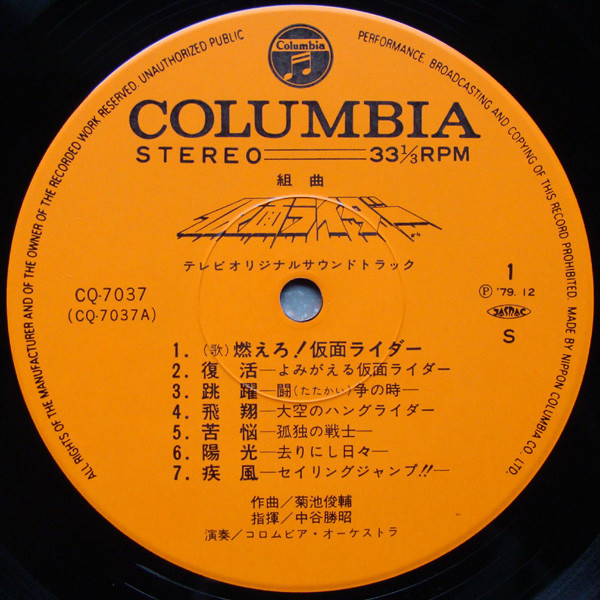 ALL RIGHTS OF THE MANUFACTURER AND OF THE OWNER OF THE RECORDED WORK RESERVED. UNAUTHORIZED PUBLIC PERFORMANCE, BROADCASTING AND COPYING OF THIS RECORD PROHIBITED. MADE BY NIPPON COLUMBIA CO., LTD.
Columbia
COLUMBIA
STEREO 33 1/3 RPM
組曲
仮面ライダー
テレビオリジナルサウンドトラック
CQ-7037
(CQ-7037A)
1
Ⓟ '79. 12
JASRAC
S
1. (歌)燃えろ!仮面ライダー
2. 復活—よみがえる仮面ライダー
3. 跳躍—闘(たたかい)争の時—
4. 飛翔—大空のハングライダー
5. 苦悩—孤独の戦士—
6. 陽光—去りにし日々—
7. 疾風—セイリングジャンプ!!—
作曲/菊池俊輔
指揮/中谷勝昭
演奏/コロムビア・オーケストラ